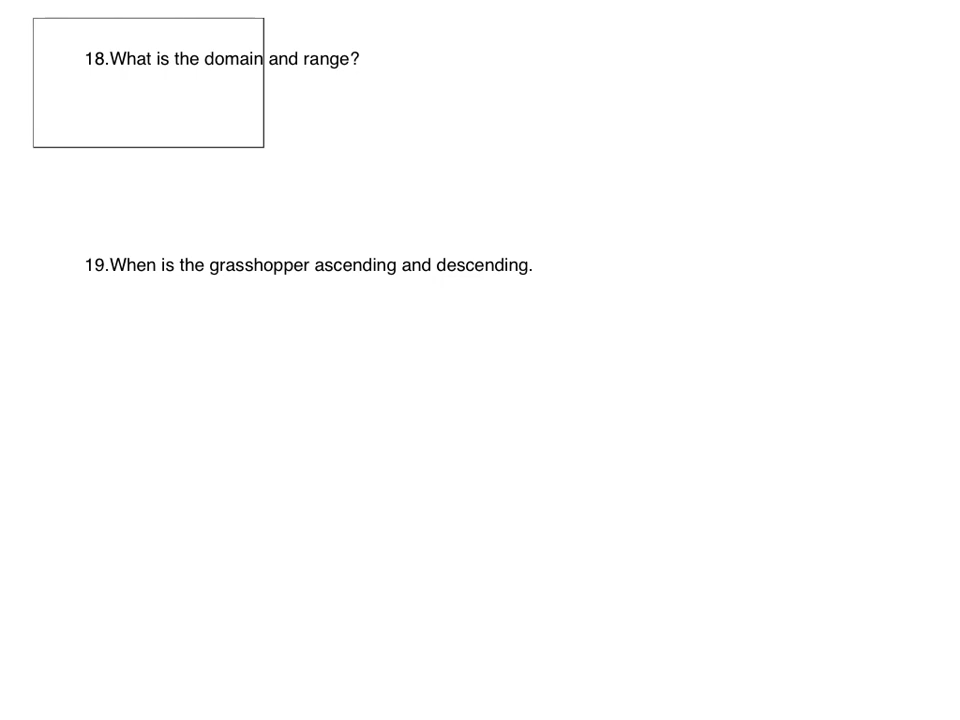 18.What is the domain and range?
19.When is the grasshopper ascending and descending.